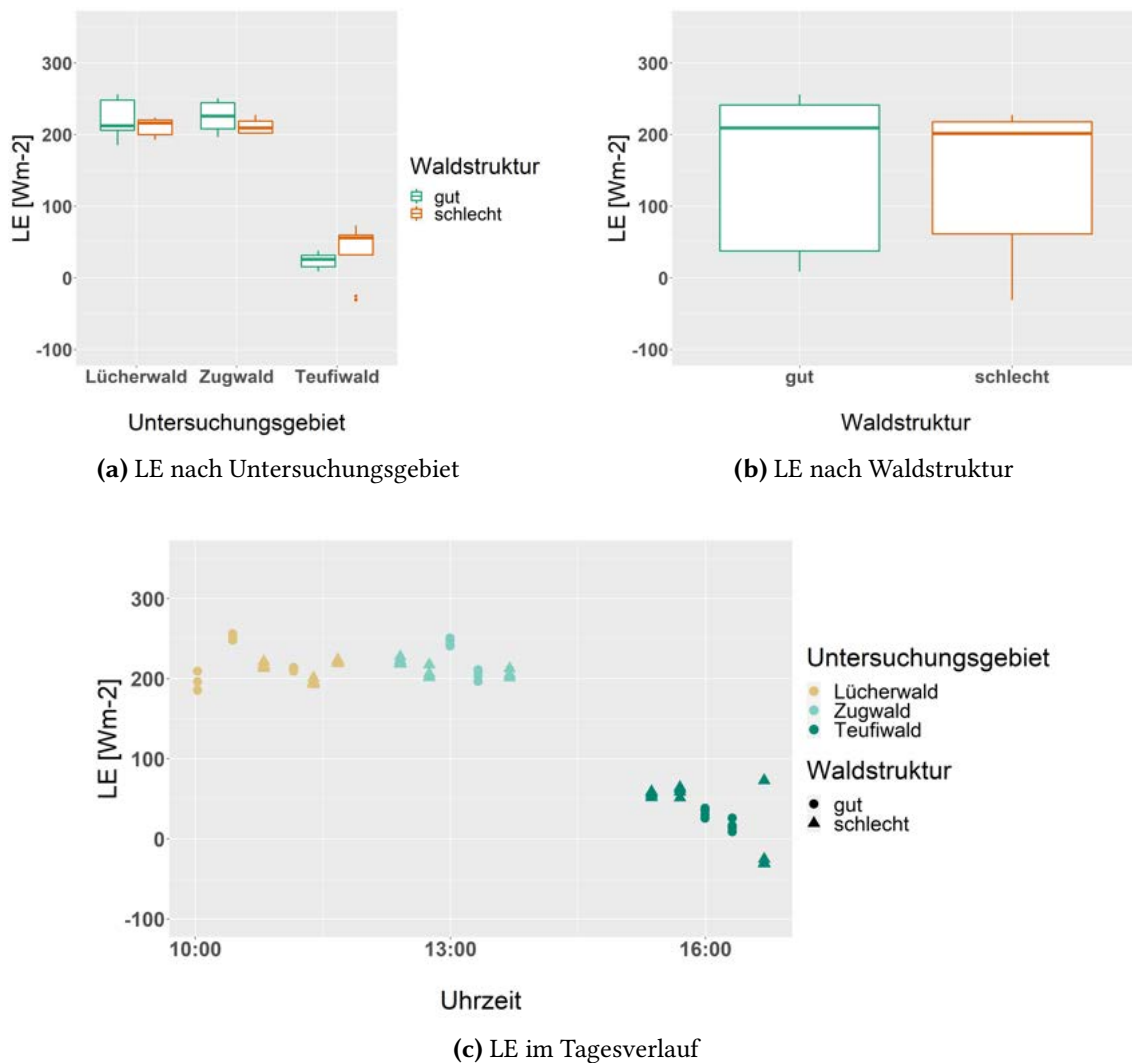 300
200
100
0
-100
LE [Wm-2]
Lücherwald Zugwald Teufiwald
Untersuchungsgebiet
Waldstruktur
gut
schlecht
(a) LE nach Untersuchungsgebiet
300
200
100
0
-100
LE [Wm-2]
gut schlecht
Waldstruktur
(b) LE nach Waldstruktur
300
200
100
0
-100
LE [Wm-2]
10:00 13:00 16:00
Uhrzeit
Untersuchungsgebiet
Lücherwald
Zugwald
Teufiwald
Waldstruktur
gut
schlecht
(c) LE im Tagesverlauf